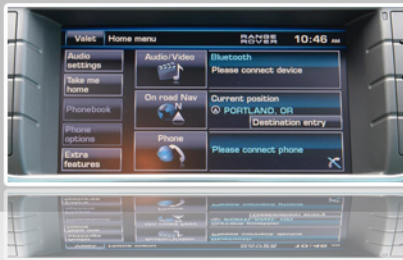 Valet Home menu RANGE ROVER 10:46 AM
Audio settings
Take me home
Phonebook
Phone options
Extra features
Audio/Video
On road Nav
N
Phone
Bluetooth
Please connect device
Current position
PORTLAND, OR
Destination entry
Please connect phone